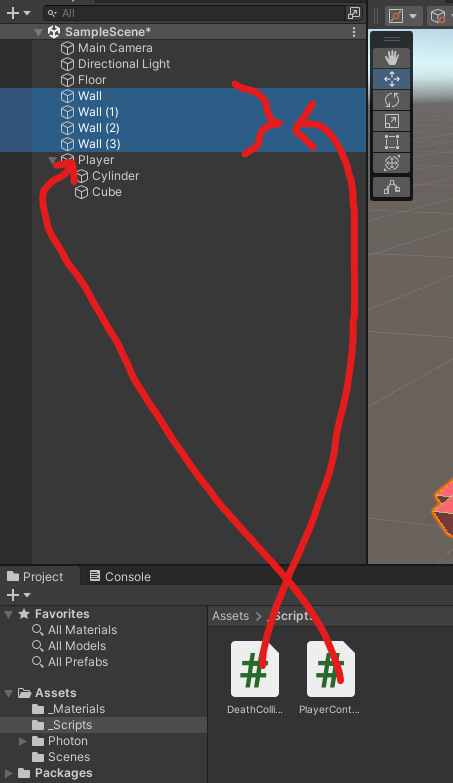 All
SampleScene*
Main Camera
Directional Light
Floor
Wall
Wall (1)
Wall (2)
Wall (3)
Player
Cylinder
Cube
Project
Console
Favorites
All Materials
All Models
All Prefabs
Assets
_Materials
_Scripts
Photon
Scenes
Packages
Assets > _Scripts
DeathColli...
PlayerCont...